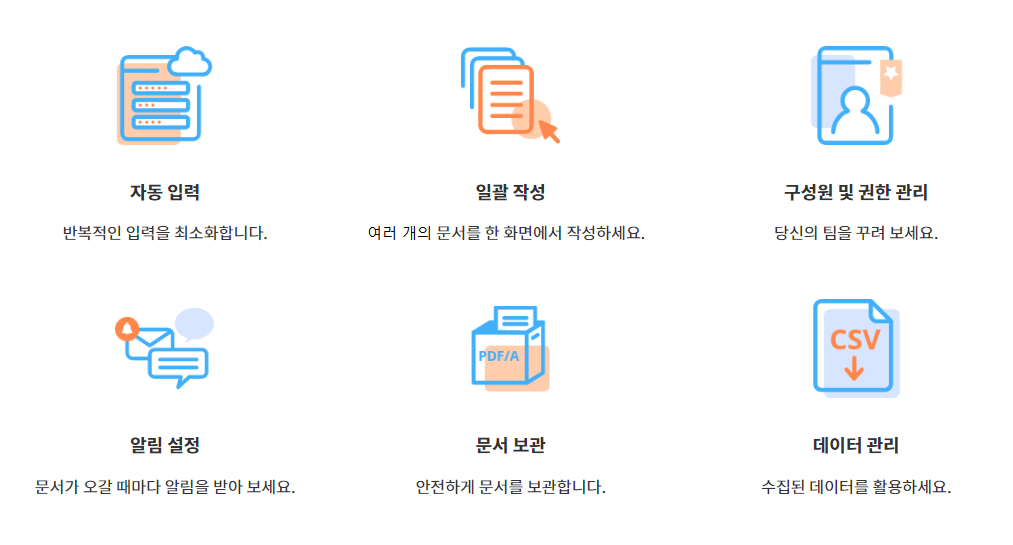 자동 입력
반복적인 입력을 최소화합니다.
일괄 작성
여러 개의 문서를 한 화면에서 작성하세요.
구성원 및 권한 관리
당신의 팀을 꾸려 보세요.
알림 설정
문서가 오갈 때마다 알림을 받아 보세요.
PDF/A
문서 보관
안전하게 문서를 보관합니다.
CSV
데이터 관리
수집된 데이터를 활용하세요.